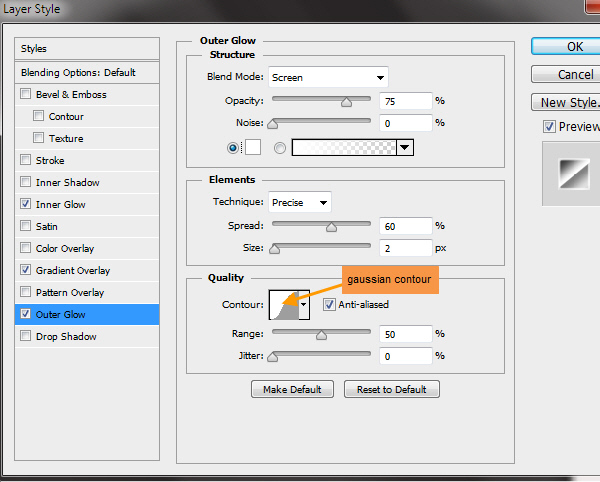 Layer Style
Styles
Blending Options: Default
Bevel & Emboss
Contour
Texture
Stroke
Inner Shadow
Inner Glow
Satin
Color Overlay
Gradient Overlay
Pattern Overlay
Outer Glow
Drop Shadow
Outer Glow
Structure
Blend Mode: Screen
Opacity: 75 %
Noise: 0 %
Elements
Technique: Precise
Spread: 60 %
Size: 2 px
Quality
gaussian contour
Contour: Anti-aliased
Range: 50 %
Jitter: 0 %
Make Default Reset to Default
OK
Cancel
New Style...
Preview